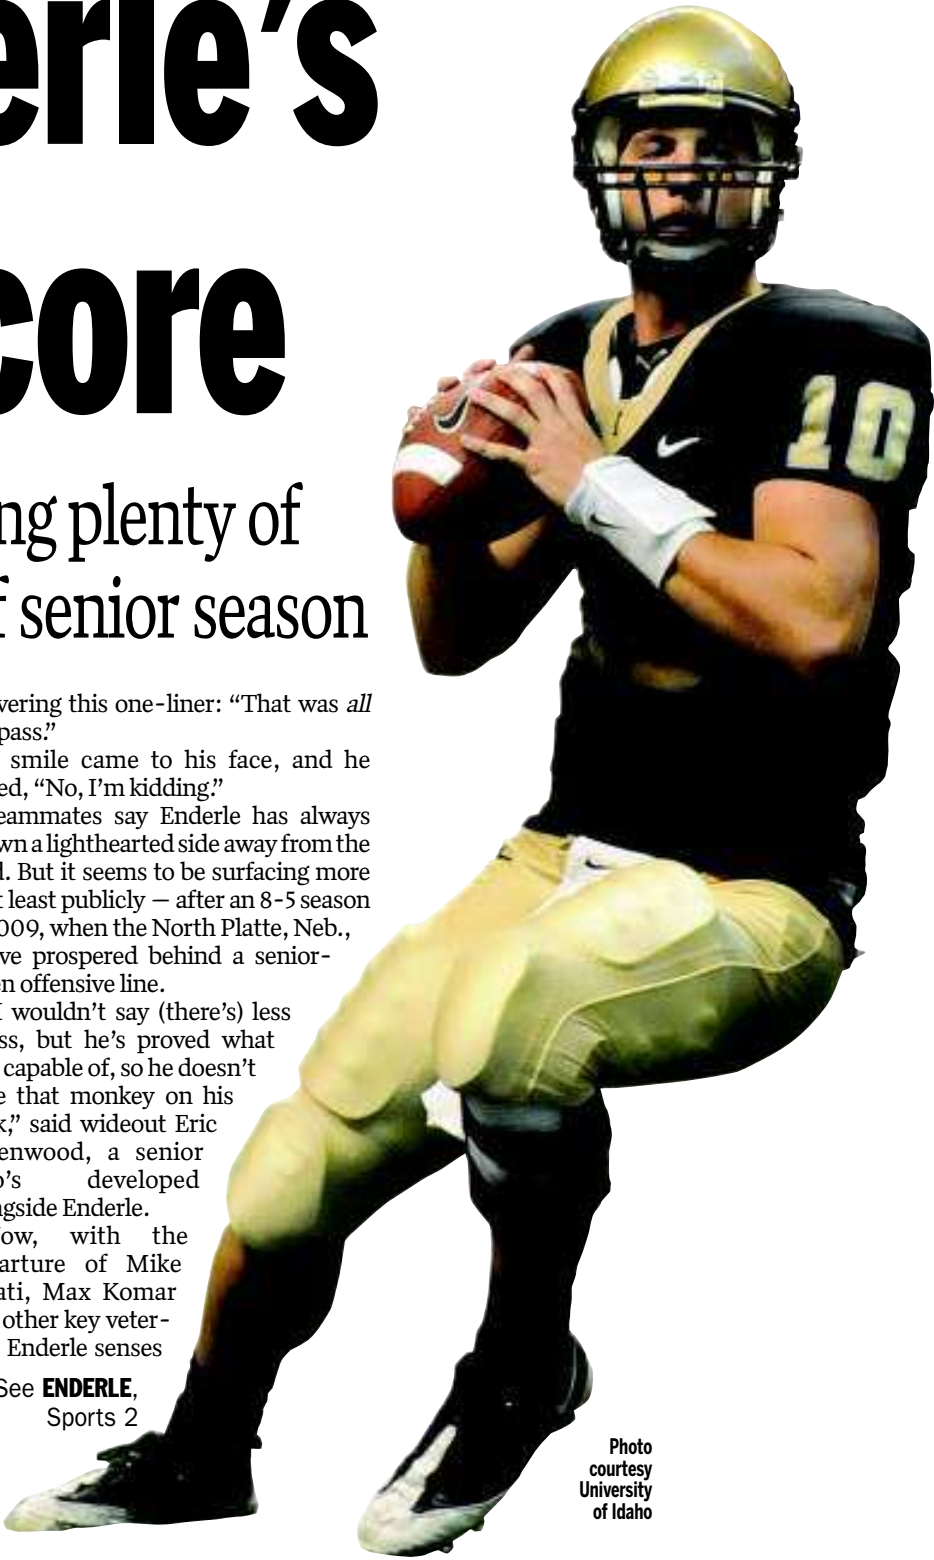 erle's
core
ng plenty of
f senior season
vering this one-liner: “That was all
pass.”
smile came to his face, and he
ed, “No, I’m kidding.”
eammates say Enderle has always
wn a lighthearted side away from the
d. But it seems to be surfacing more
t least publicly — after an 8-5 season
009, when the North Platte, Neb.,
ve prospered behind a senior-
en offensive line.
I wouldn’t say (there’s) less
ss, but he’s proved what
capable of, so he doesn’t
e that monkey on his
k,” said wideout Eric
enwood, a senior
o’s developed
ngside Enderle.
ow, with the
arture of Mike
ati, Max Komar
other key veter-
Enderle senses
See ENDERLE,
Sports 2
10
Photo
courtesy
University
of Idaho